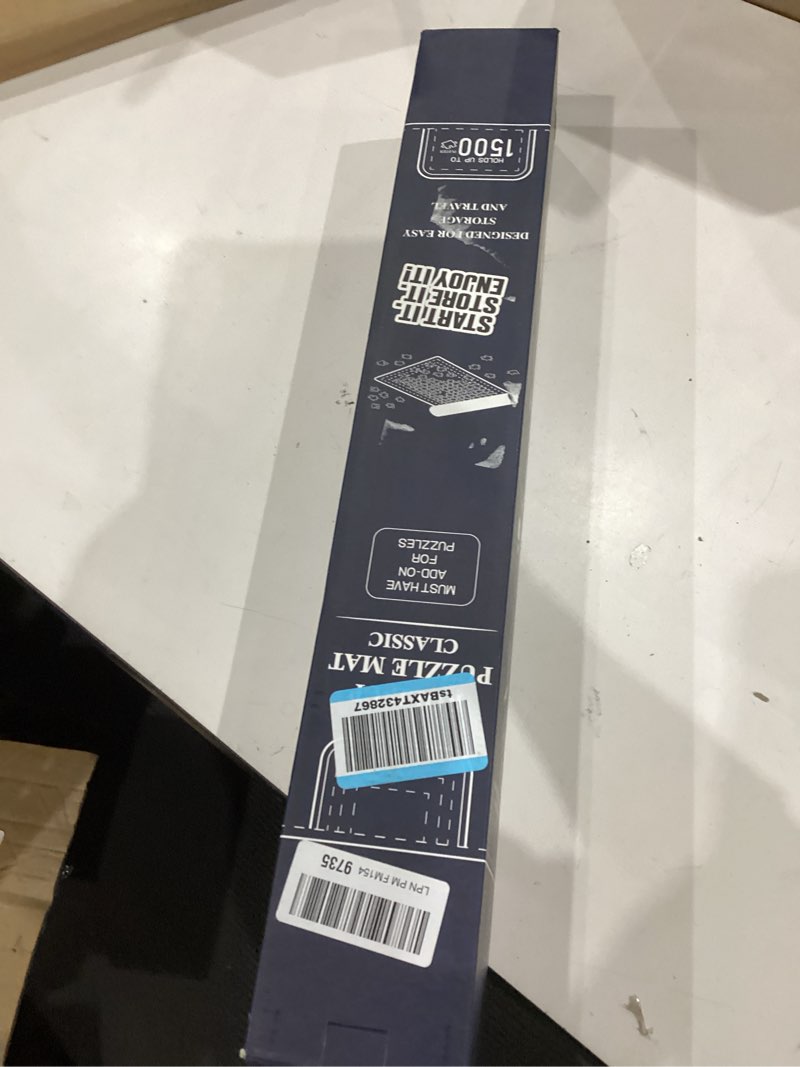 LPN PM FM1S4 9735
tsBAXT432867
PUZZLE MAT
CLASSIC
MUST HAVE
ADD-ON
FOR
PUZZLES
START IT.
STORE IT.
ENJOY IT!
DESIGNED FOR EASY
STORAGE
AND TRAVEL
HOLDS UP TO
1500